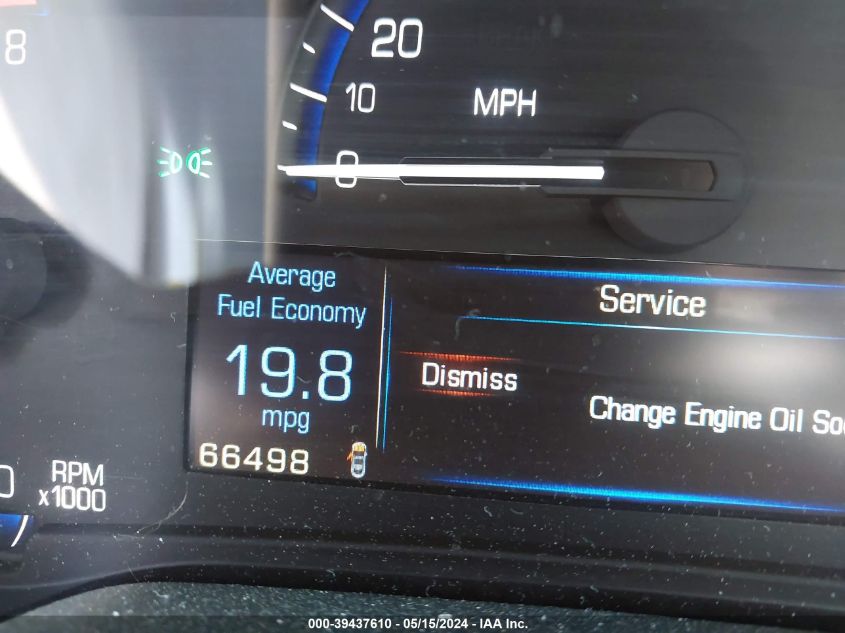 8
20
10
MPH
0
Average
Fuel Economy
19.8
mpg
66498
Service
Dismiss
Change Engine Oil
RPM
x1000
000-39437610 - 05/15/2024 - IAA Inc.